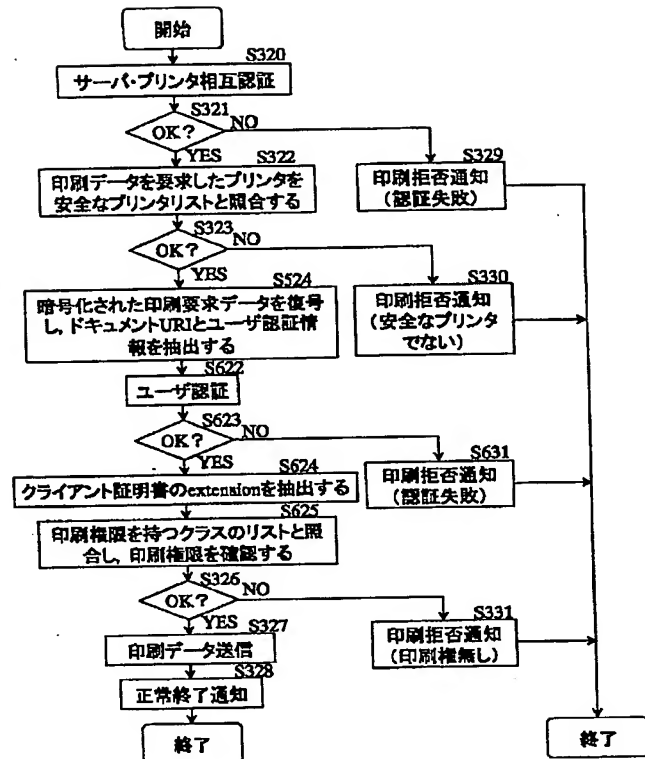 開始
S320
サーバ・プリンタ相互認証
S321
OK?
NO
YES
S322
印刷データを要求したプリンタを
安全なプリンタリストと照合する
S329
印刷拒否通知
(認証失敗)
S323
OK?
NO
YES
S524
暗号化された印刷要求データを復号
し,ドキュメントURIとユーザ認証情
報を抽出する
S330
印刷拒否通知
(安全なプリンタ
でない)
S622
ユーザ認証
S623
OK?
NO
YES
S624
クライアント証明書のextensionを抽出する
S631
印刷拒否通知
(認証失敗)
S625
印刷権限を持つクラスのリストと照
合し,印刷権限を確認する
S326
OK?
NO
YES
S327
印刷データ送信
S331
印刷拒否通知
(印刷権無し)
S328
正常終了通知
終了
終了